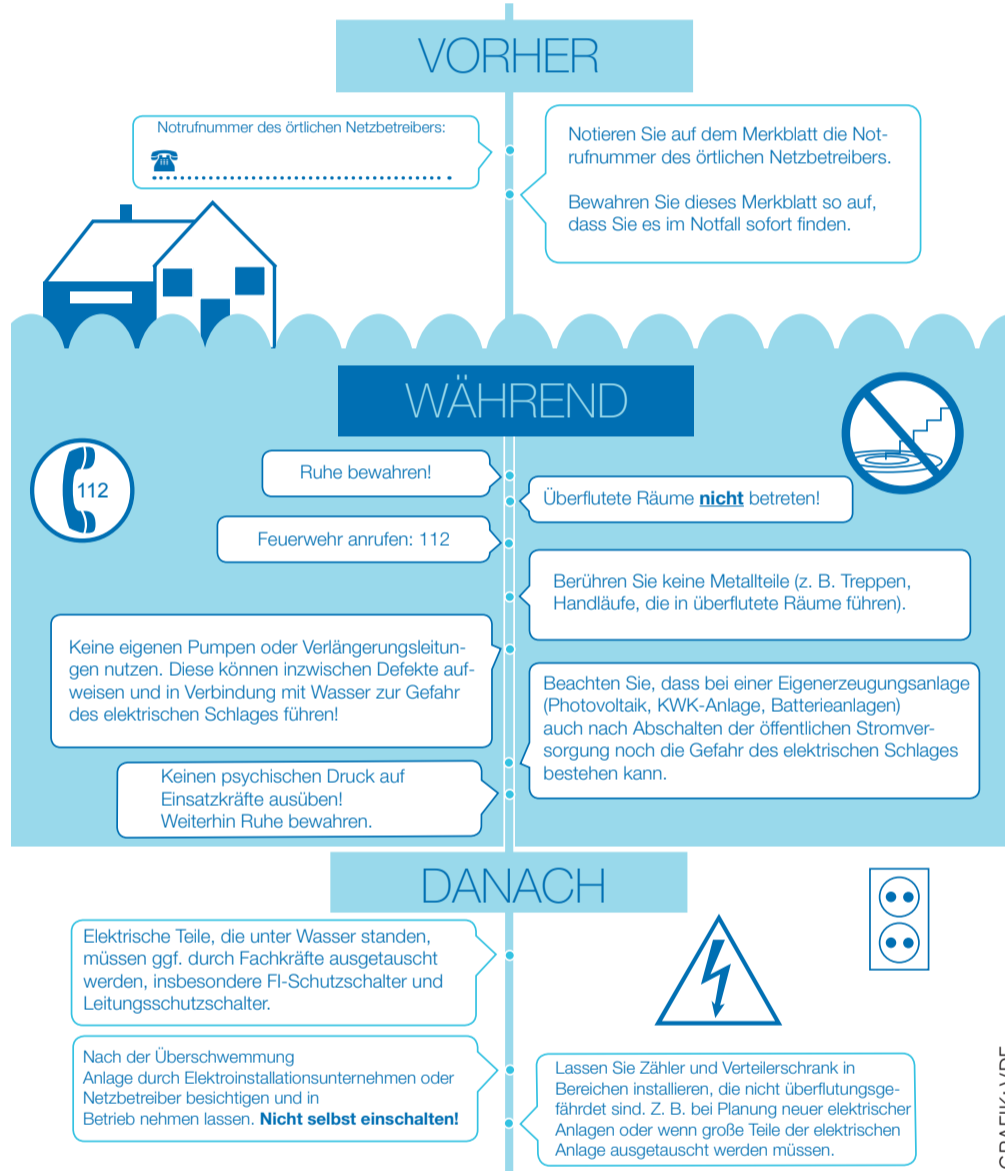 VORHER
Notrufnummer des örtlichen Netzbetreibers:
Notieren Sie auf dem Merkblatt die Not-
rufnummer des örtlichen Netzbetreibers.
Bewahren Sie dieses Merkblatt so auf,
dass Sie es im Notfall sofort finden.
WÄHREND
112
Ruhe bewahren!
Überflutete Räume nicht betreten!
Feuerwehr anrufen: 112
Berühren Sie keine Metallteile (z. B. Treppen,
Handläufe, die in überflutete Räume führen).
Keine eigenen Pumpen oder Verlängerungsleitun-
gen nutzen. Diese können inzwischen Defekte auf-
weisen und in Verbindung mit Wasser zur Gefahr
des elektrischen Schlages führen!
Beachten Sie, dass bei einer Eigenerzeugungsanlage
(Photovoltaik, KWK-Anlage, Batterieanlagen)
auch nach Abschalten der öffentlichen Stromver-
sorgung noch die Gefahr des elektrischen Schlages
bestehen kann.
Keinen psychischen Druck auf
Einsatzkräfte ausüben!
Weiterhin Ruhe bewahren.
DANACH
Elektrische Teile, die unter Wasser standen,
müssen ggf. durch Fachkräfte ausgetauscht
werden, insbesondere FI-Schutzschalter und
Leitungsschutzschalter.
Nach der Überschwemmung
Anlage durch Elektroinstallationsunternehmen oder
Netzbetreiber besichtigen und in
Betrieb nehmen lassen. Nicht selbst einschalten!
Lassen Sie Zähler und Verteilerschrank in
Bereichen installieren, die nicht überflutungsge-
fährdet sind. Z. B. bei Planung neuer elektrischer
Anlagen oder wenn große Teile der elektrischen
Anlage ausgetauscht werden müssen.